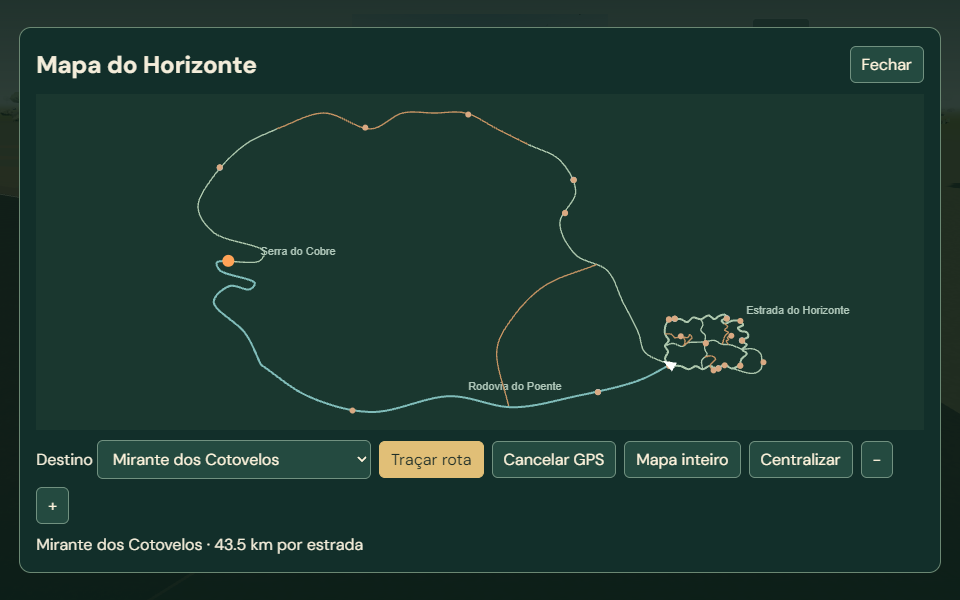 Mapa do Horizonte
Fechar
Serra do Cobre
Estrada do Horizonte
Rodovia do Poente
Destino
Mirante dos Cotovelos
Traçar rota
Cancelar GPS
Mapa inteiro
Centralizar
-
+
Mirante dos Cotovelos · 43.5 km por estrada